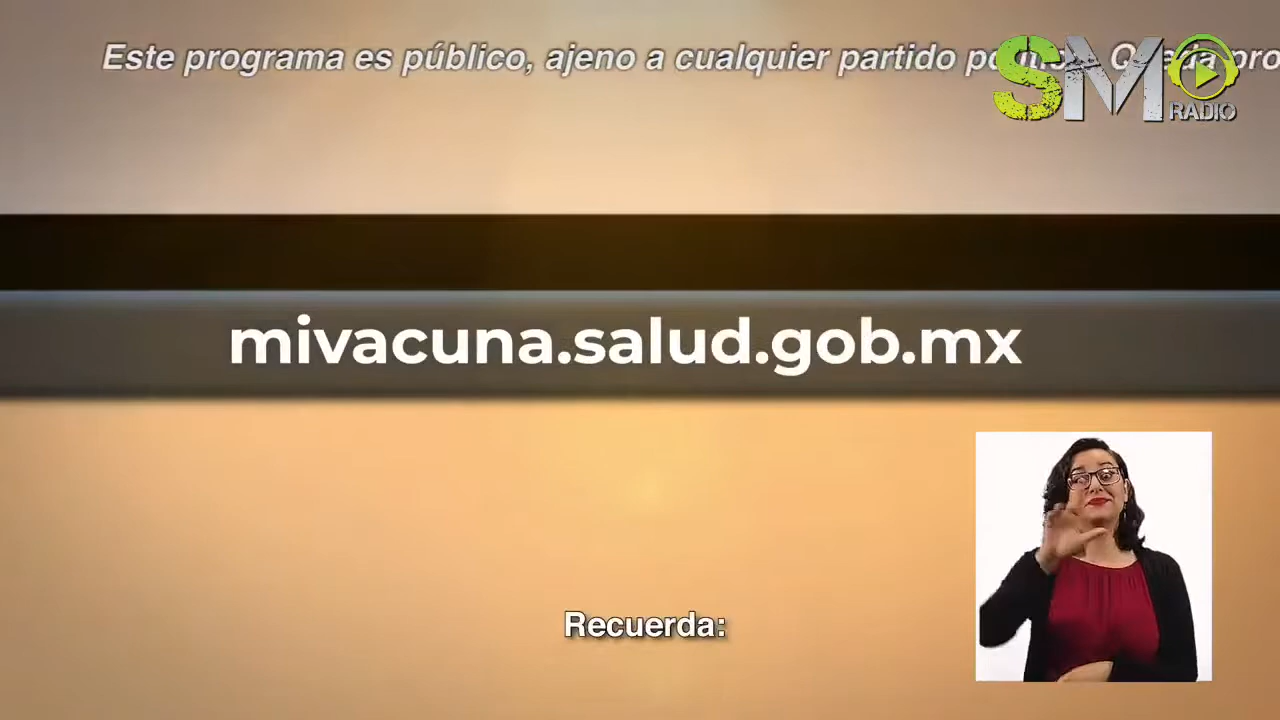 Este programa es público, ajeno a cualquier partido
SM
RADIO
mivacuna.salud.gob.mx
Recuerda: